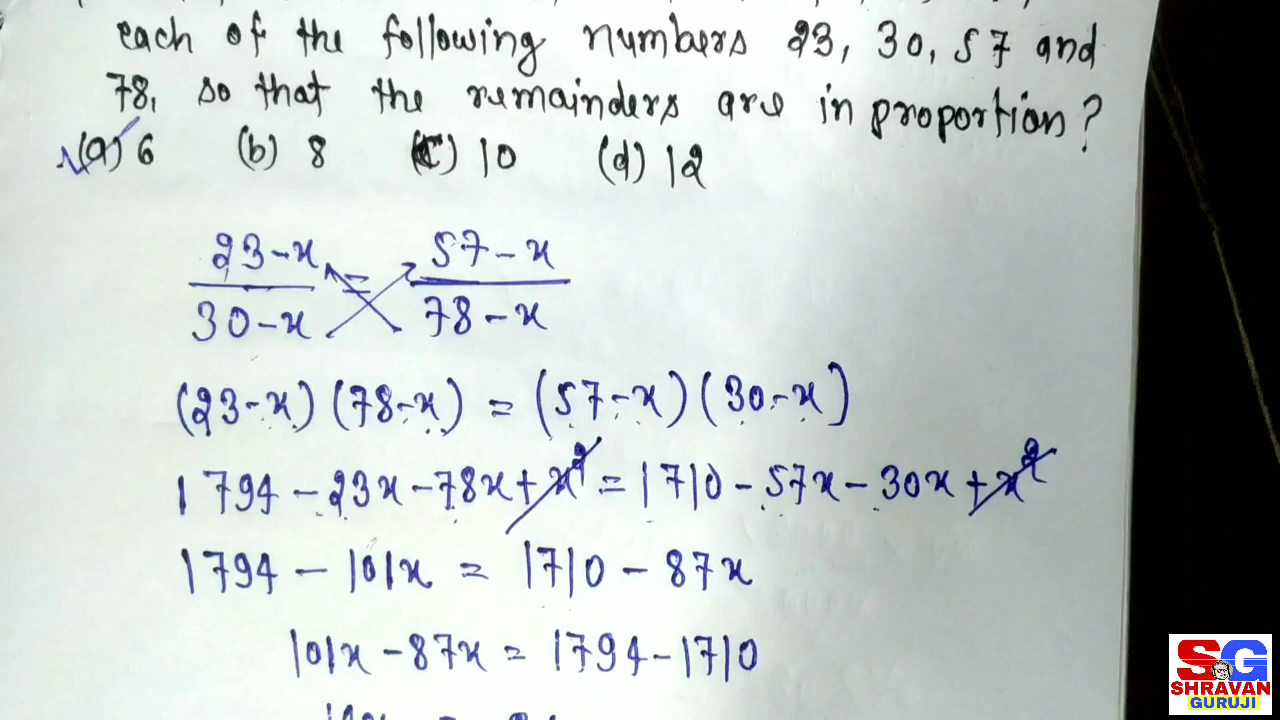 each of the following numbers 23, 30, 57 and
78, so that the remainders are in proportion?
(a) 6 (b) 8 (c) 10 (d) 12
23-x / 30-x = 57-x / 78-x
(23-x) (78-x) = (57-x) (30-x)
1794 - 23x - 78x + x² = 1710 - 57x - 30x + x²
1794 - 101x = 1710 - 87x
101x - 87x = 1794 - 1710
SG
SHRAVAN
GURUJI